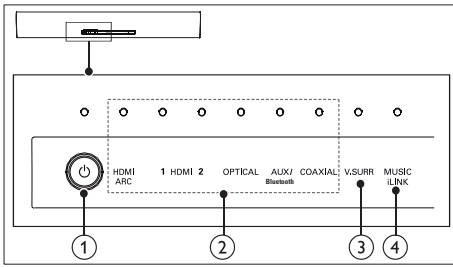 HDMI ARC 1 HDMI 2 OPTICAL AUX/ Bluetooth COAXIAL V.SURR MUSIC iLINK
1 2 3 4